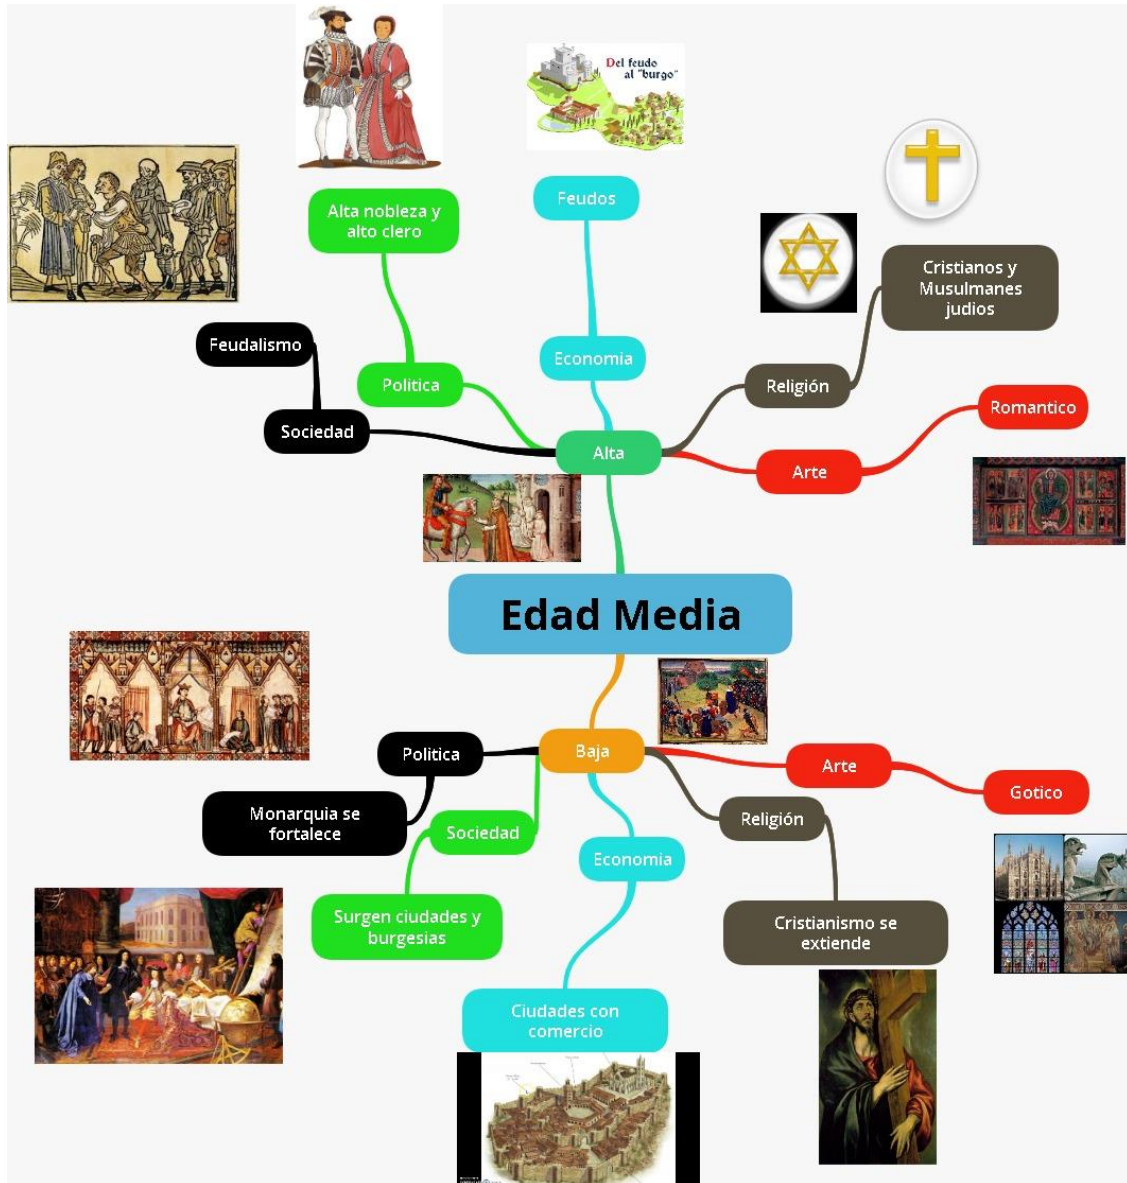 Del feudo
al "burgo"
Alta nobleza y
alto clero
Feudos
Cristianos y
Musulmanes
judios
Feudalismo
Economia
Politica
Religión
Romantico
Sociedad
Alta
Arte
Edad Media
Politica
Baja
Arte
Gotico
Monarquia se
fortalece
Sociedad
Religión
Economia
Surgen ciudades y
burgesias
Cristianismo se
extiende
Ciudades con
comercio